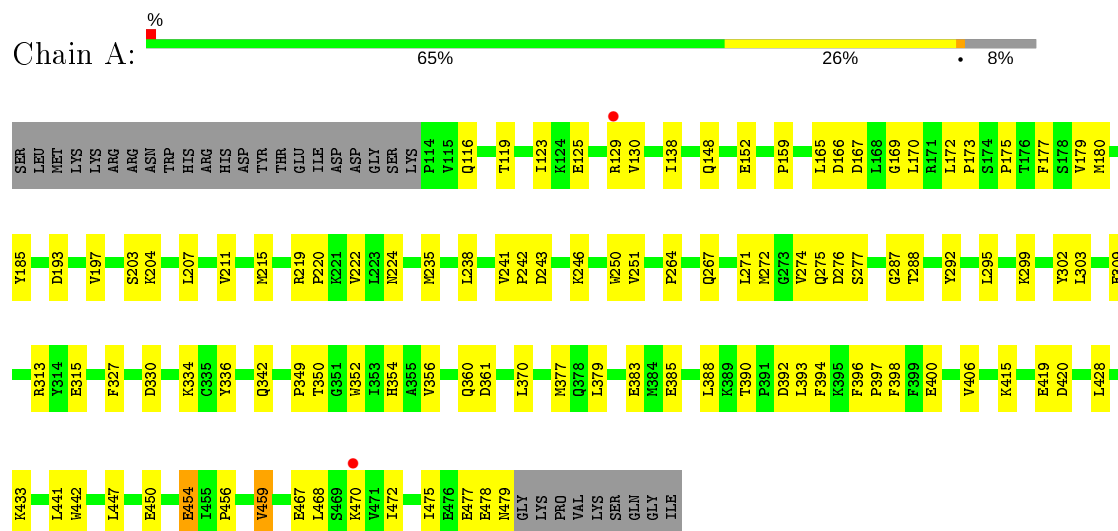 %
Chain A:
65% 26% • 8%
SER LEU MET LYS LYS ARG ARG ASN TRP HIS ARG HIS ASP TYR THR GLU ILE ASP ASP GLY SER LYS P114 V115 Q116 T119 I123 K124 E125 R129 V130 I138 Q148 E152 P159 L165 D166 D167 L168 G169 L170 R171 L172 P173 S174 P175 T176 F177 S178 V179 M180
Y185 D193 V197 S203 K204 L207 V211 M215 R219 P220 K221 V222 L223 N224 M235 L238 V241 P242 D243 K246 W250 V251 P264 Q267 L271 M272 G273 V274 Q275 D276 S277 G287 T288 Y292 L295 K299 Y302 L303 E309
R313 Y314 E315 F327 D330 K334 C335 Y336 Q342 P349 T350 G351 W352 I353 H354 A355 V356 Q360 D361 L370 M377 Q378 L379 E383 M384 E385 L388 K389 T390 P391 D392 L393 F394 K395 F396 P397 F398 F399 E400 V406 K415 E419 D420 L428
K433 L441 W442 L447 E450 E454 I455 P456 V459 E467 L468 S469 K470 V471 I472 I475 E476 E477 E478 N479 GLY LYS PRO VAL LYS SER GLN GLY ILE